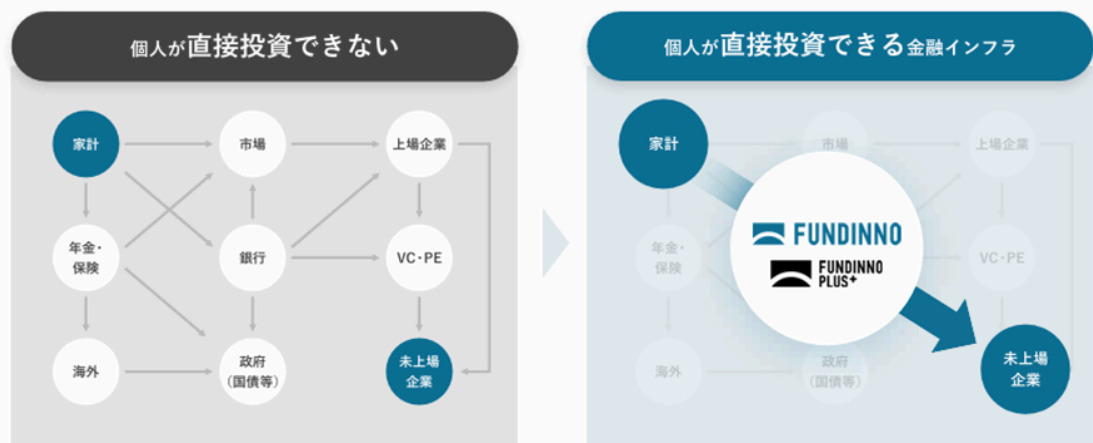 個人が直接投資できない
家計
市場
上場企業
年金・
保険
銀行
VC・PE
海外
政府
（国債等）
未上場
企業
個人が直接投資できる金融インフラ
家計
市場
上場企業
年金・
保険
FUNDINNO
FUNDINNO
PLUS+
VC・PE
海外
政府
（国債等）
未上場
企業